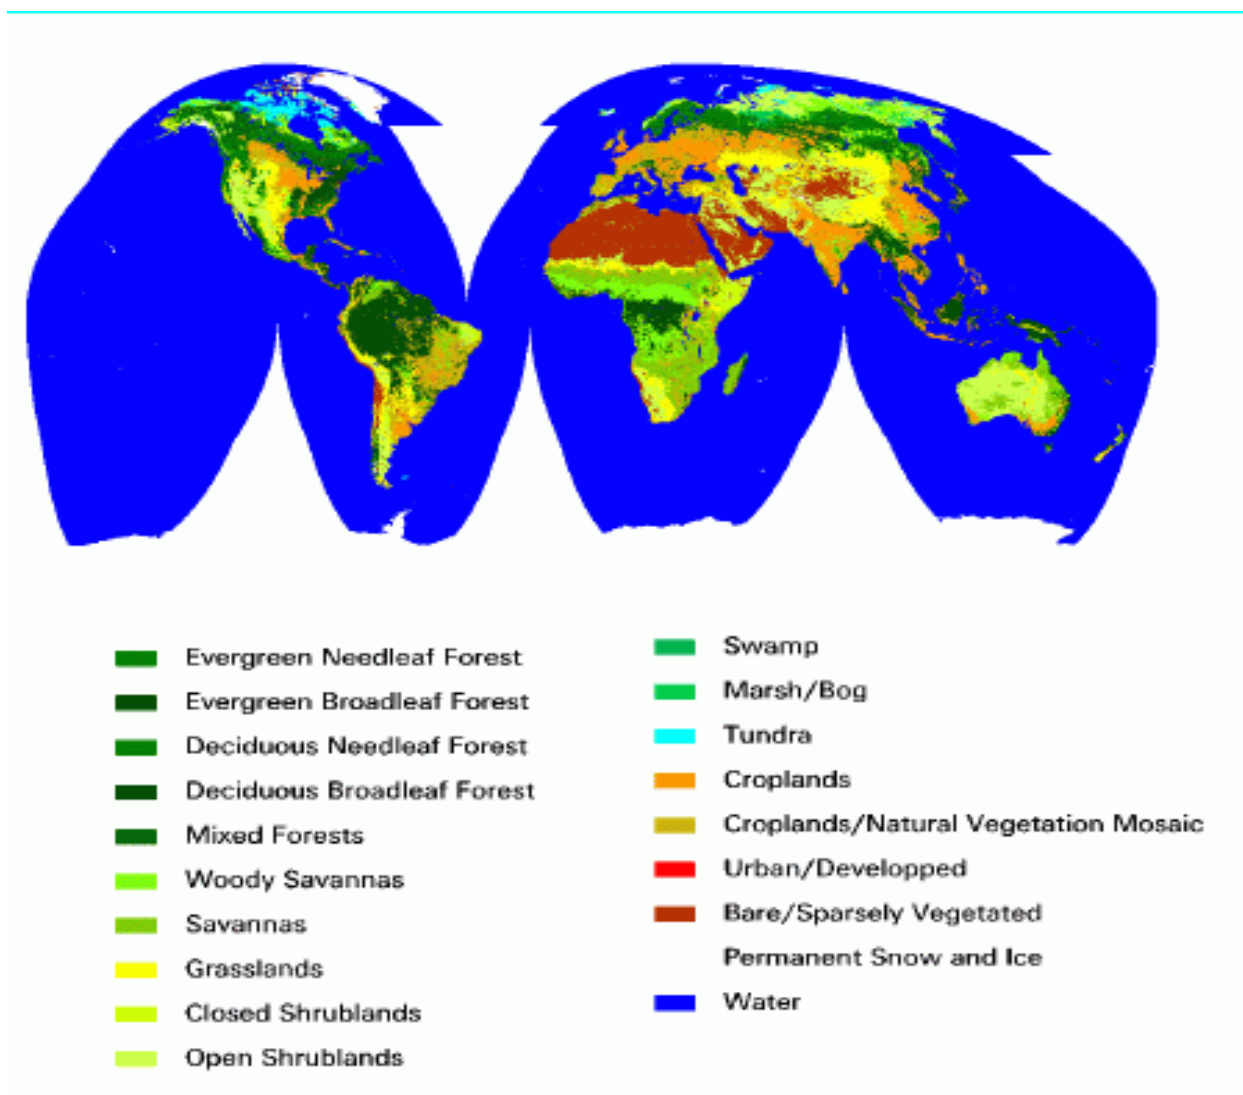 Evergreen Needleaf Forest
Evergreen Broadleaf Forest
Deciduous Needleaf Forest
Deciduous Broadleaf Forest
Mixed Forests
Woody Savannas
Savannas
Grasslands
Closed Shrublands
Open Shrublands
Swamp
Marsh/Bog
Tundra
Croplands
Croplands/Natural Vegetation Mosaic
Urban/Developped
Bare/Sparsely Vegetated
Permanent Snow and Ice
Water